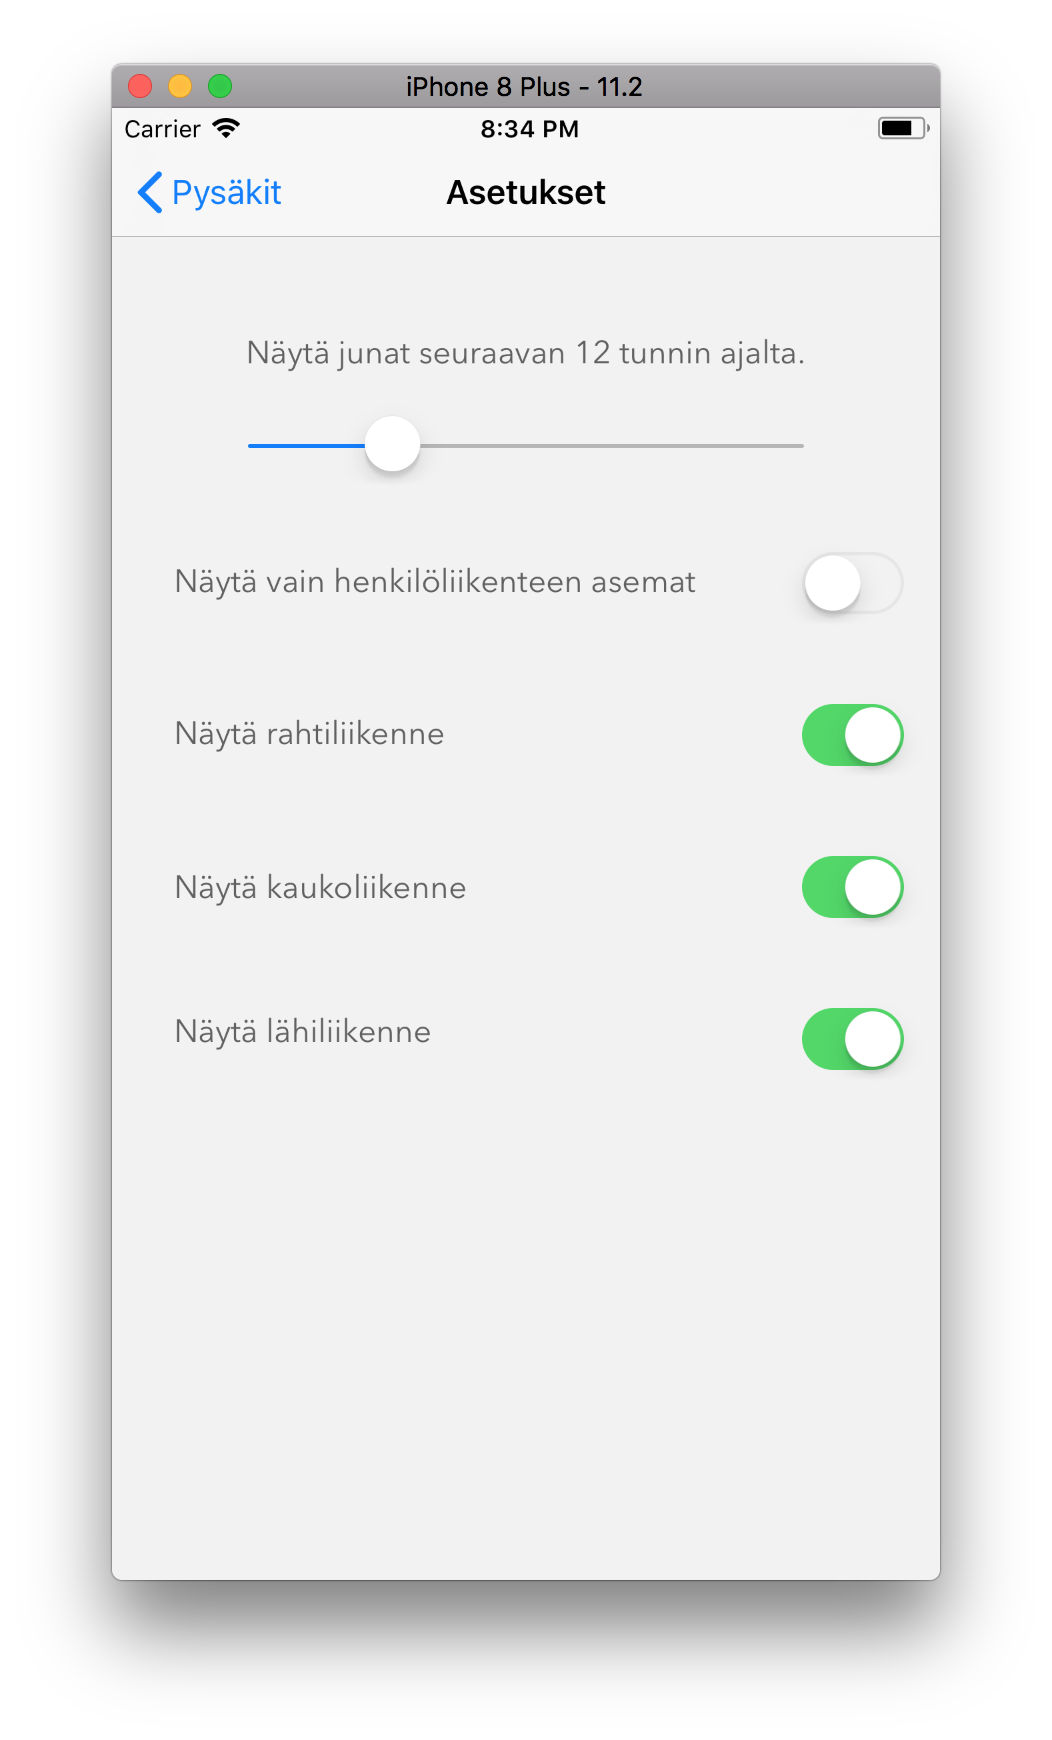 iPhone 8 Plus - 11.2
Carrier 8:34 PM
Pysäkit Asetukset
Näytä junat seuraavan 12 tunnin ajalta.
Näytä vain henkilöliikenteen asemat
Näytä rahtiliikenne
Näytä kaukoliikenne
Näytä lähiliikenne